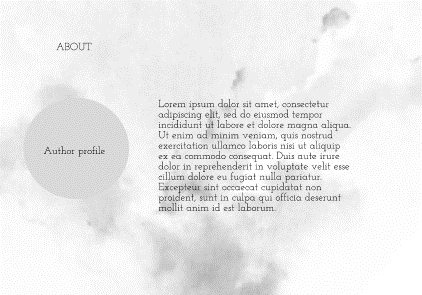 ABOUT
Author profile
Lorem ipsum dolor sit amet, consectetur
adipiscing elit, sed do eiusmod tempor
incididunt ut labore et dolore magna aliqua.
Ut enim ad minim veniam, quis nostrud
exercitation ullamco laboris nisi ut aliquip
ex ea commodo consequat. Duis aute irure
dolor in reprehenderit in voluptate velit esse
cillum dolore eu fugiat nulla pariatur.
Excepteur sint occaecat cupidatat non
proident, sunt in culpa qui officia deserunt
mollit anim id est laborum.